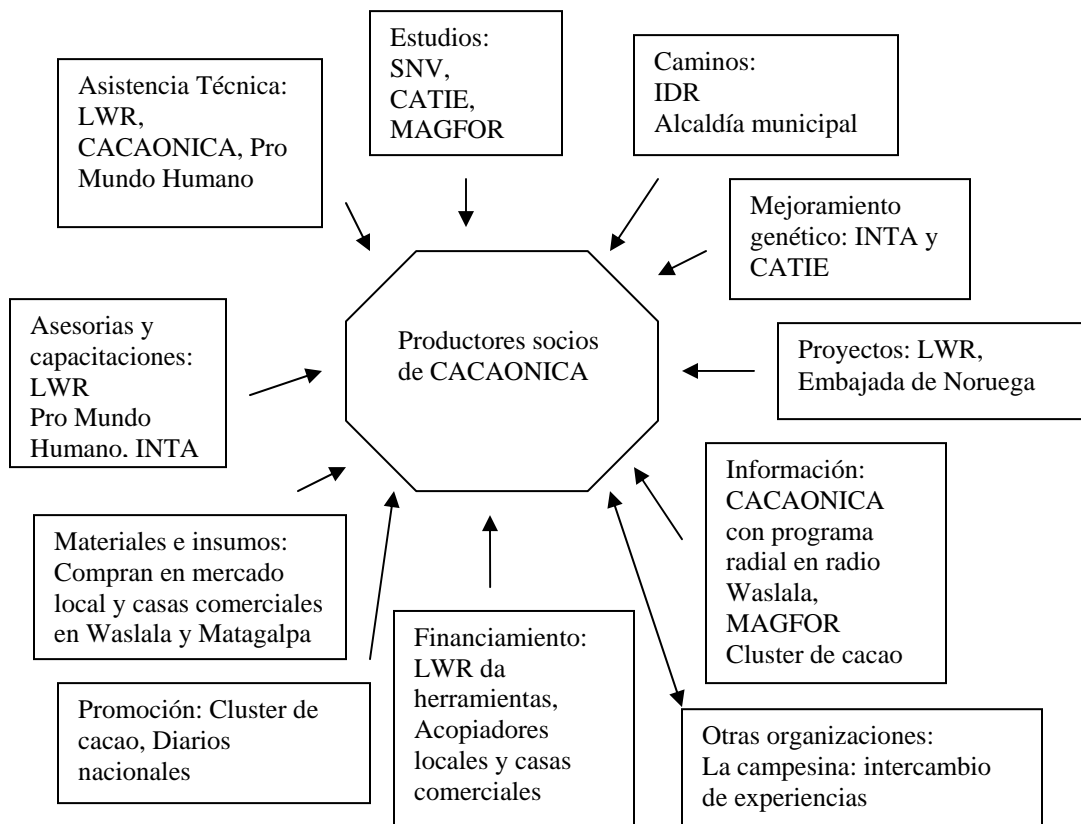 Estudios:
SNV,
CATIE,
MAGFOR
Caminos:
IDR
Alcaldía municipal
Asistencia Técnica:
LWR,
CACAONICA, Pro
Mundo Humano
Mejoramiento
genético: INTA y
CATIE
Asesorias y
capacitaciones:
LWR
Pro Mundo
Humano, INTA
Productores socios
de CACAONICA
Proyectos: LWR,
Embajada de Noruega
Información:
CACAONICA
con programa
radial en radio
Waslala,
MAGFOR
Cluster de cacao
Materiales e insumos:
Compran en mercado
local y casas comerciales
en Waslala y Matagalpa
Financiamiento:
LWR da
herramientas,
Acopiadores
locales y casas
comerciales
Promoción: Cluster de
cacao, Diarios
nacionales
Otras organizaciones:
La campesina: intercambio
de experiencias